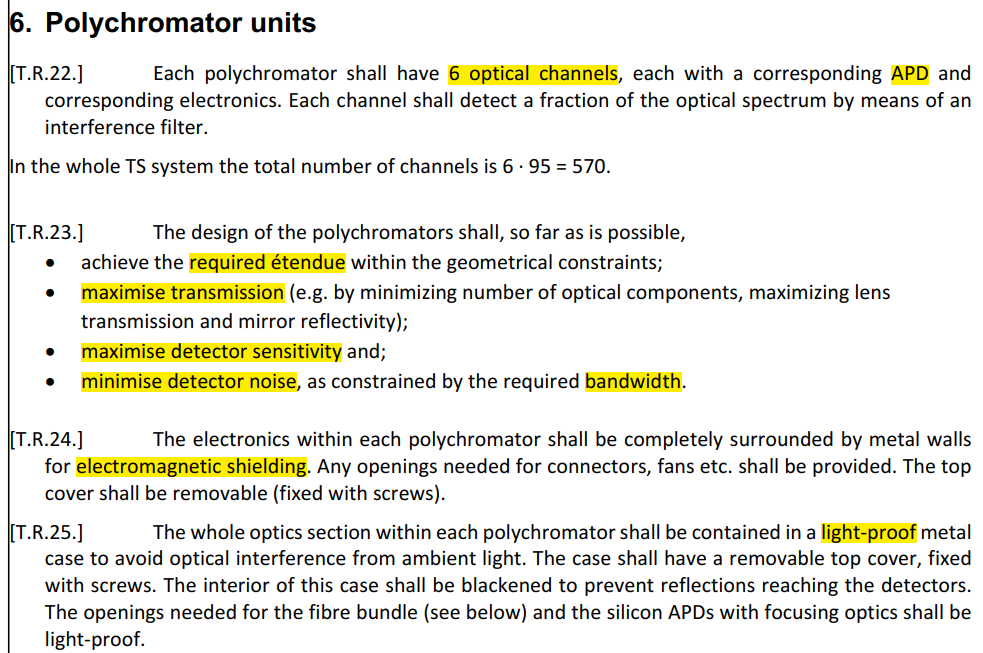 6. Polychromator units
[T.R.22.] Each polychromator shall have 6 optical channels, each with a corresponding APD and
corresponding electronics. Each channel shall detect a fraction of the optical spectrum by means of an
interference filter.
In the whole TS system the total number of channels is 6 · 95 = 570.
[T.R.23.] The design of the polychromators shall, so far as is possible,
• achieve the required étendue within the geometrical constraints;
• maximise transmission (e.g. by minimizing number of optical components, maximizing lens
transmission and mirror reflectivity);
• maximise detector sensitivity and;
• minimise detector noise, as constrained by the required bandwidth.
[T.R.24.] The electronics within each polychromator shall be completely surrounded by metal walls
for electromagnetic shielding. Any openings needed for connectors, fans etc. shall be provided. The top
cover shall be removable (fixed with screws).
[T.R.25.] The whole optics section within each polychromator shall be contained in a light-proof metal
case to avoid optical interference from ambient light. The case shall have a removable top cover, fixed
with screws. The interior of this case shall be blackened to prevent reflections reaching the detectors.
The openings needed for the fibre bundle (see below) and the silicon APDs with focusing optics shall be
light-proof.